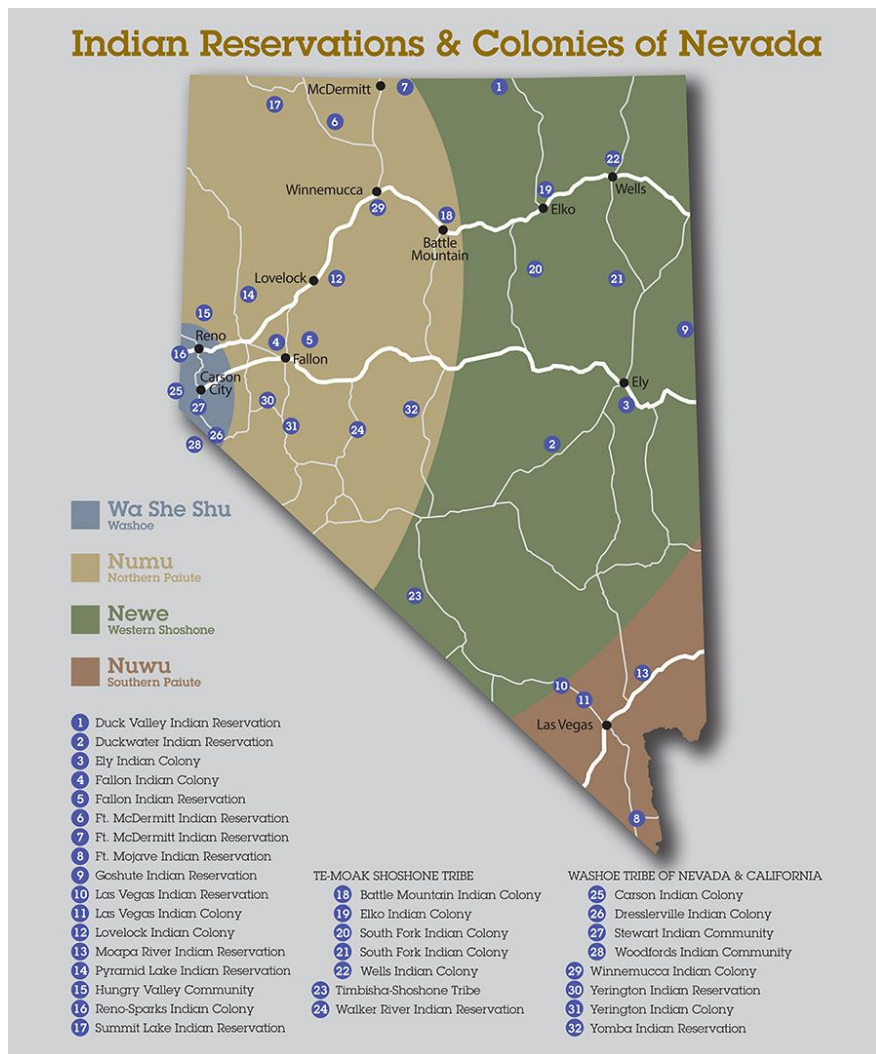 Indian Reservations & Colonies of Nevada
McDermitt
7
1
17
6
22
Winnemucca
19
Wells
29
18
Elko
Battle
Mountain
20
21
Lovelock
12
14
15
9
Reno
4
5
16
Fallon
Carson
City
25
Ely
27
30
32
3
26
31
24
28
2
Wa She Shu
Washoe
Numu
Northern Paiute
23
Newe
Western Shoshone
Nuwu
Southern Paiute
10
13
11
Las Vegas
8
1 Duck Valley Indian Reservation
2 Duckwater Indian Reservation
3 Ely Indian Colony
4 Fallon Indian Colony
5 Fallon Indian Reservation
6 Ft. McDermitt Indian Reservation
7 Ft. McDermitt Indian Reservation
8 Ft. Mojave Indian Reservation
9 Goshute Indian Reservation
10 Las Vegas Indian Reservation
11 Las Vegas Indian Colony
12 Lovelock Indian Colony
13 Moapa River Indian Reservation
14 Pyramid Lake Indian Reservation
15 Hungry Valley Community
16 Reno-Sparks Indian Colony
17 Summit Lake Indian Reservation
TE-MOAK SHOSHONE TRIBE
18 Battle Mountain Indian Colony
19 Elko Indian Colony
20 South Fork Indian Colony
21 South Fork Indian Colony
22 Wells Indian Colony
23 Timbisha-Shoshone Tribe
24 Walker River Indian Reservation
WASHOE TRIBE OF NEVADA & CALIFORNIA
25 Carson Indian Colony
26 Dresslerville Indian Colony
27 Stewart Indian Community
28 Woodfords Indian Community
29 Winnemucca Indian Colony
30 Yerington Indian Reservation
31 Yerington Indian Colony
32 Yomba Indian Reservation